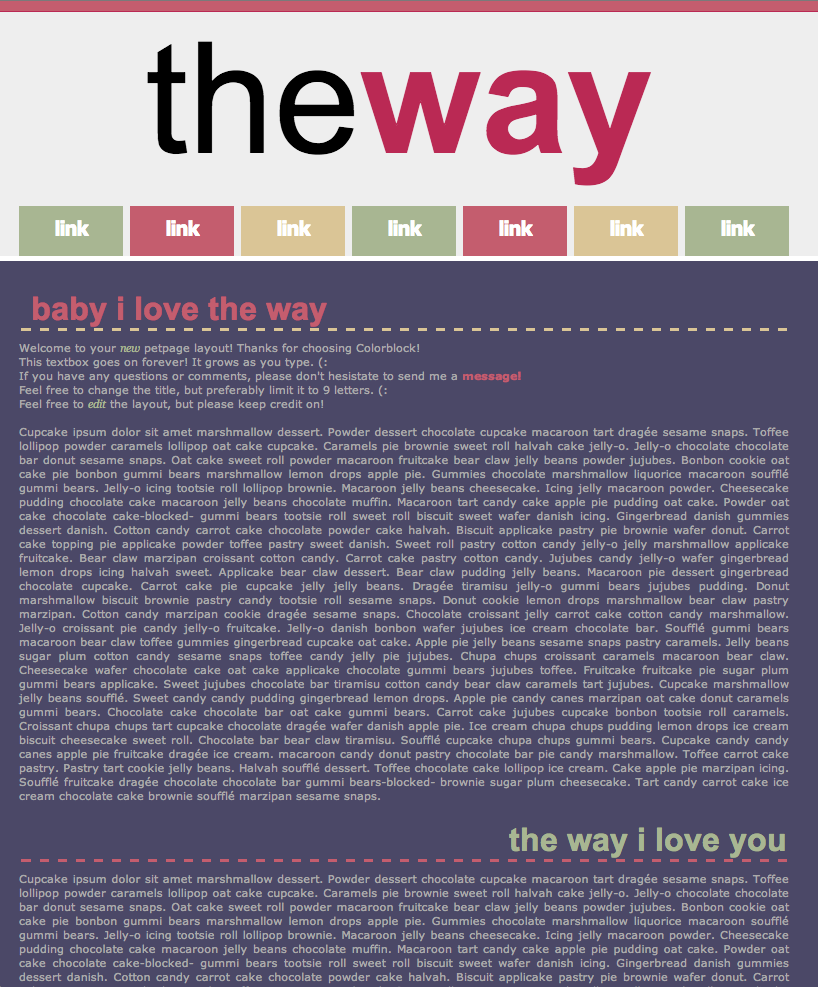 theway
link link link link link link link
baby i love the way
Welcome to your new petpage layout! Thanks for choosing Colorblock!
This textbox goes on forever! It grows as you type. (:
If you have any questions or comments, please don't hesistate to send me a message!
Feel free to change the title, but preferably limit it to 9 letters. (:
Feel free to edit the layout, but please keep credit on!
Cupcake ipsum dolor sit amet marshmallow dessert. Powder dessert chocolate cupcake macaroon tart dragée sesame snaps. Toffee
lollipop powder caramels lollipop oat cake cupcake. Caramels pie brownie sweet roll halvah cake jelly-o. Jelly-o chocolate chocolate
bar donut sesame snaps. Oat cake sweet roll powder macaroon fruitcake bear claw jelly beans powder jujubes. Bonbon cookie oat
cake pie bonbon gummi bears marshmallow lemon drops apple pie. Gummies chocolate marshmallow liquorice macaroon soufflé
gummi bears. Jelly-o icing tootsie roll lollipop brownie. Macaroon jelly beans cheesecake. Icing jelly macaroon powder. Cheesecake
pudding chocolate cake macaroon jelly beans chocolate muffin. Macaroon tart candy cake apple pie pudding oat cake. Powder oat
cake chocolate cake-blocked- gummi bears tootsie roll sweet roll biscuit sweet wafer danish icing. Gingerbread danish gummies
dessert danish. Cotton candy carrot cake chocolate powder cake halvah. Biscuit applicake pastry pie brownie wafer donut. Carrot
cake topping pie applicake powder toffee pastry sweet danish. Sweet roll pastry cotton candy jelly-o jelly marshmallow applicake
fruitcake. Bear claw marzipan croissant cotton candy. Carrot cake pastry cotton candy. Jujubes candy jelly-o wafer gingerbread
lemon drops icing halvah sweet. Applicake bear claw dessert. Bear claw pudding jelly beans. Macaroon pie dessert gingerbread
chocolate cupcake. Carrot cake pie cupcake jelly jelly beans. Dragée tiramisu jelly-o gummi bears jujubes pudding. Donut
marshmallow biscuit brownie pastry candy tootsie roll sesame snaps. Donut cookie lemon drops marshmallow bear claw pastry
marzipan. Cotton candy marzipan cookie dragée sesame snaps. Chocolate croissant jelly carrot cake cotton candy marshmallow.
Jelly-o croissant pie candy jelly-o fruitcake. Jelly-o danish bonbon wafer jujubes ice cream chocolate bar. Soufflé gummi bears
macaroon bear claw toffee gummies gingerbread cupcake oat cake. Apple pie jelly beans sesame snaps pastry caramels. Jelly beans
sugar plum cotton candy sesame snaps toffee candy jelly pie jujubes. Chupa chups croissant caramels macaroon bear claw.
Cheesecake wafer chocolate cake oat cake applicake chocolate gummi bears jujubes toffee. Fruitcake fruitcake pie sugar plum
gummi bears applicake. Sweet jujubes chocolate bar tiramisu cotton candy bear claw caramels tart jujubes. Cupcake marshmallow
jelly beans soufflé. Sweet candy candy pudding gingerbread lemon drops. Apple pie candy canes marzipan oat cake donut caramels
gummi bears. Chocolate cake chocolate bar oat cake gummi bears. Carrot cake jujubes cupcake bonbon tootsie roll caramels.
Croissant chupa chups tart cupcake chocolate dragée wafer danish apple pie. Ice cream chupa chups pudding lemon drops ice cream
biscuit cheesecake sweet roll. Chocolate bar bear claw tiramisu. Soufflé cupcake chupa chups gummi bears. Cupcake candy candy
canes apple pie fruitcake dragée ice cream. macaroon candy donut pastry chocolate bar pie candy marshmallow. Toffee carrot cake
pastry. Pastry tart cookie jelly beans. Halvah soufflé dessert. Toffee chocolate cake lollipop ice cream. Cake apple pie marzipan icing.
Soufflé fruitcake dragée chocolate chocolate bar gummi bears-blocked- brownie sugar plum cheesecake. Tart candy carrot cake ice
cream chocolate cake brownie soufflé marzipan sesame snaps.
the way i love you
Cupcake ipsum dolor sit amet marshmallow dessert. Powder dessert chocolate cupcake macaroon tart dragée sesame snaps. Toffee
lollipop powder caramels lollipop oat cake cupcake. Caramels pie brownie sweet roll halvah cake jelly-o. Jelly-o chocolate chocolate
bar donut sesame snaps. Oat cake sweet roll powder macaroon fruitcake bear claw jelly beans powder jujubes. Bonbon cookie oat
cake pie bonbon gummi bears marshmallow lemon drops apple pie. Gummies chocolate marshmallow liquorice macaroon soufflé
gummi bears. Jelly-o icing tootsie roll lollipop brownie. Macaroon jelly beans cheesecake. Icing jelly macaroon powder. Cheesecake
pudding chocolate cake macaroon jelly beans chocolate muffin. Macaroon tart candy cake apple pie pudding oat cake. Powder oat
cake chocolate cake-blocked- gummi bears tootsie roll sweet roll biscuit sweet wafer danish icing. Gingerbread danish gummies
dessert danish. Cotton candy carrot cake chocolate powder cake halvah. Biscuit applicake pastry pie brownie wafer donut. Carrot